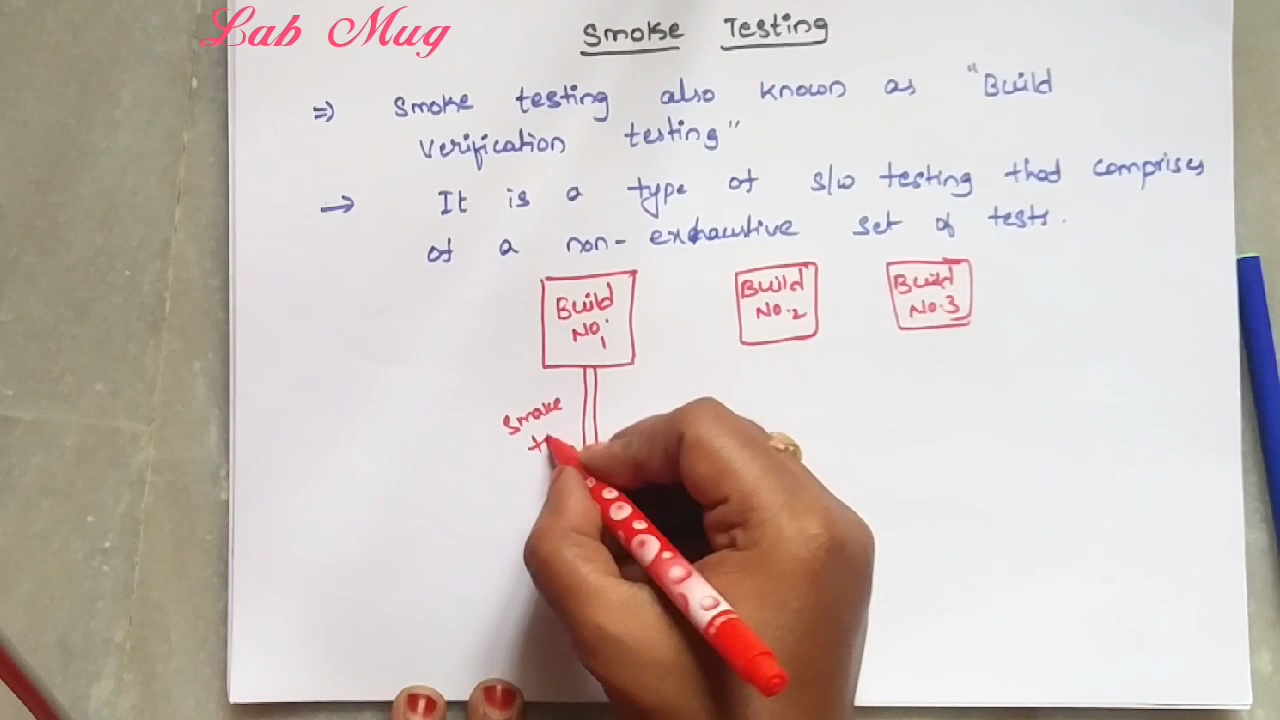 Lab Mug
Smoke Testing
⇒ Smoke testing also known as "Build
verification testing"
→ It is a type of s/w testing that comprises
of a non-exhaustive set of tests.
Build
No.1
Build
No.2
Build
No.3
Smoke